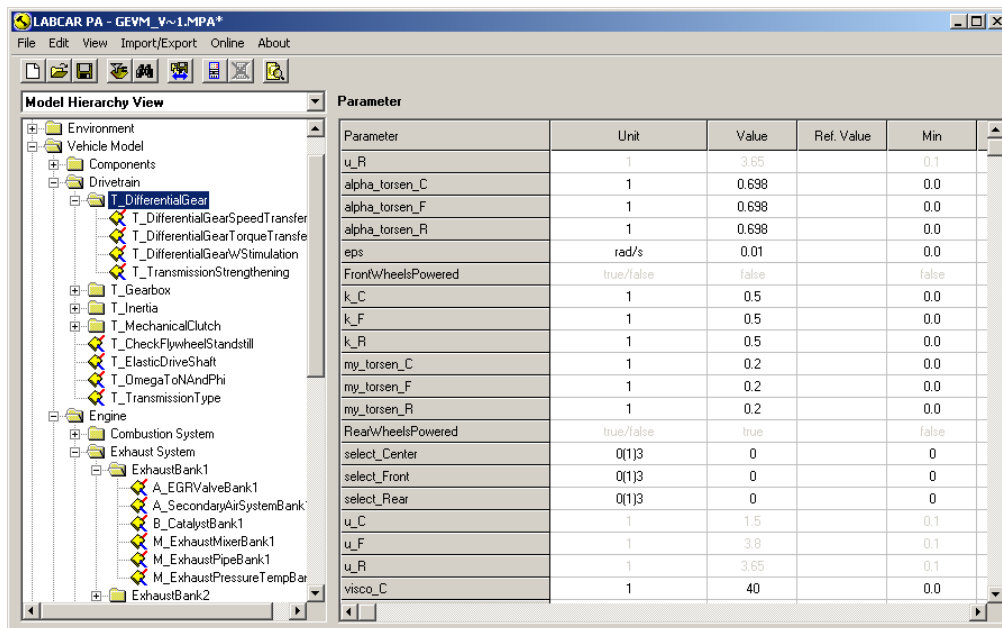 LABCAR PA - GEVM_V~1.MPA*
File Edit View Import/Export Online About
Model Hierarchy View
Environment
Vehicle Model
Components
Drivetrain
T_DifferentialGear
T_DifferentialGearSpeedTransfer
T_DifferentialGearTorqueTransfe
T_DifferentialGearWStimulation
T_TransmissionStrengthening
T_Gearbox
T_Inertia
T_MechanicalClutch
T_CheckFlywheelStandstill
T_ElasticDriveShaft
T_OmegaToNAndPhi
T_TransmissionType
Engine
Combustion System
Exhaust System
ExhaustBank1
A_EGRValveBank1
A_SecondaryAirSystemBank1
B_CatalystBank1
M_ExhaustMixerBank1
M_ExhaustPipeBank1
M_ExhaustPressureTempBar
ExhaustBank2
Parameter
Parameter Unit Value Ref. Value Min
u_R 1 3.65 0.1
alpha_torsen_C 1 0.698 0.0
alpha_torsen_F 1 0.698 0.0
alpha_torsen_R 1 0.698 0.0
eps rad/s 0.01 0.0
FrontWheelsPowered true/false false false
k_C 1 0.5 0.0
k_F 1 0.5 0.0
k_R 1 0.5 0.0
my_torsen_C 1 0.2 0.0
my_torsen_F 1 0.2 0.0
my_torsen_R 1 0.2 0.0
RearWheelsPowered true/false true false
select_Center 0(1)3 0 0
select_Front 0(1)3 0 0
select_Rear 0(1)3 0 0
u_C 1 1.5 0.1
u_F 1 3.8 0.1
u_R 1 3.65 0.1
visco_C 1 40 0.0